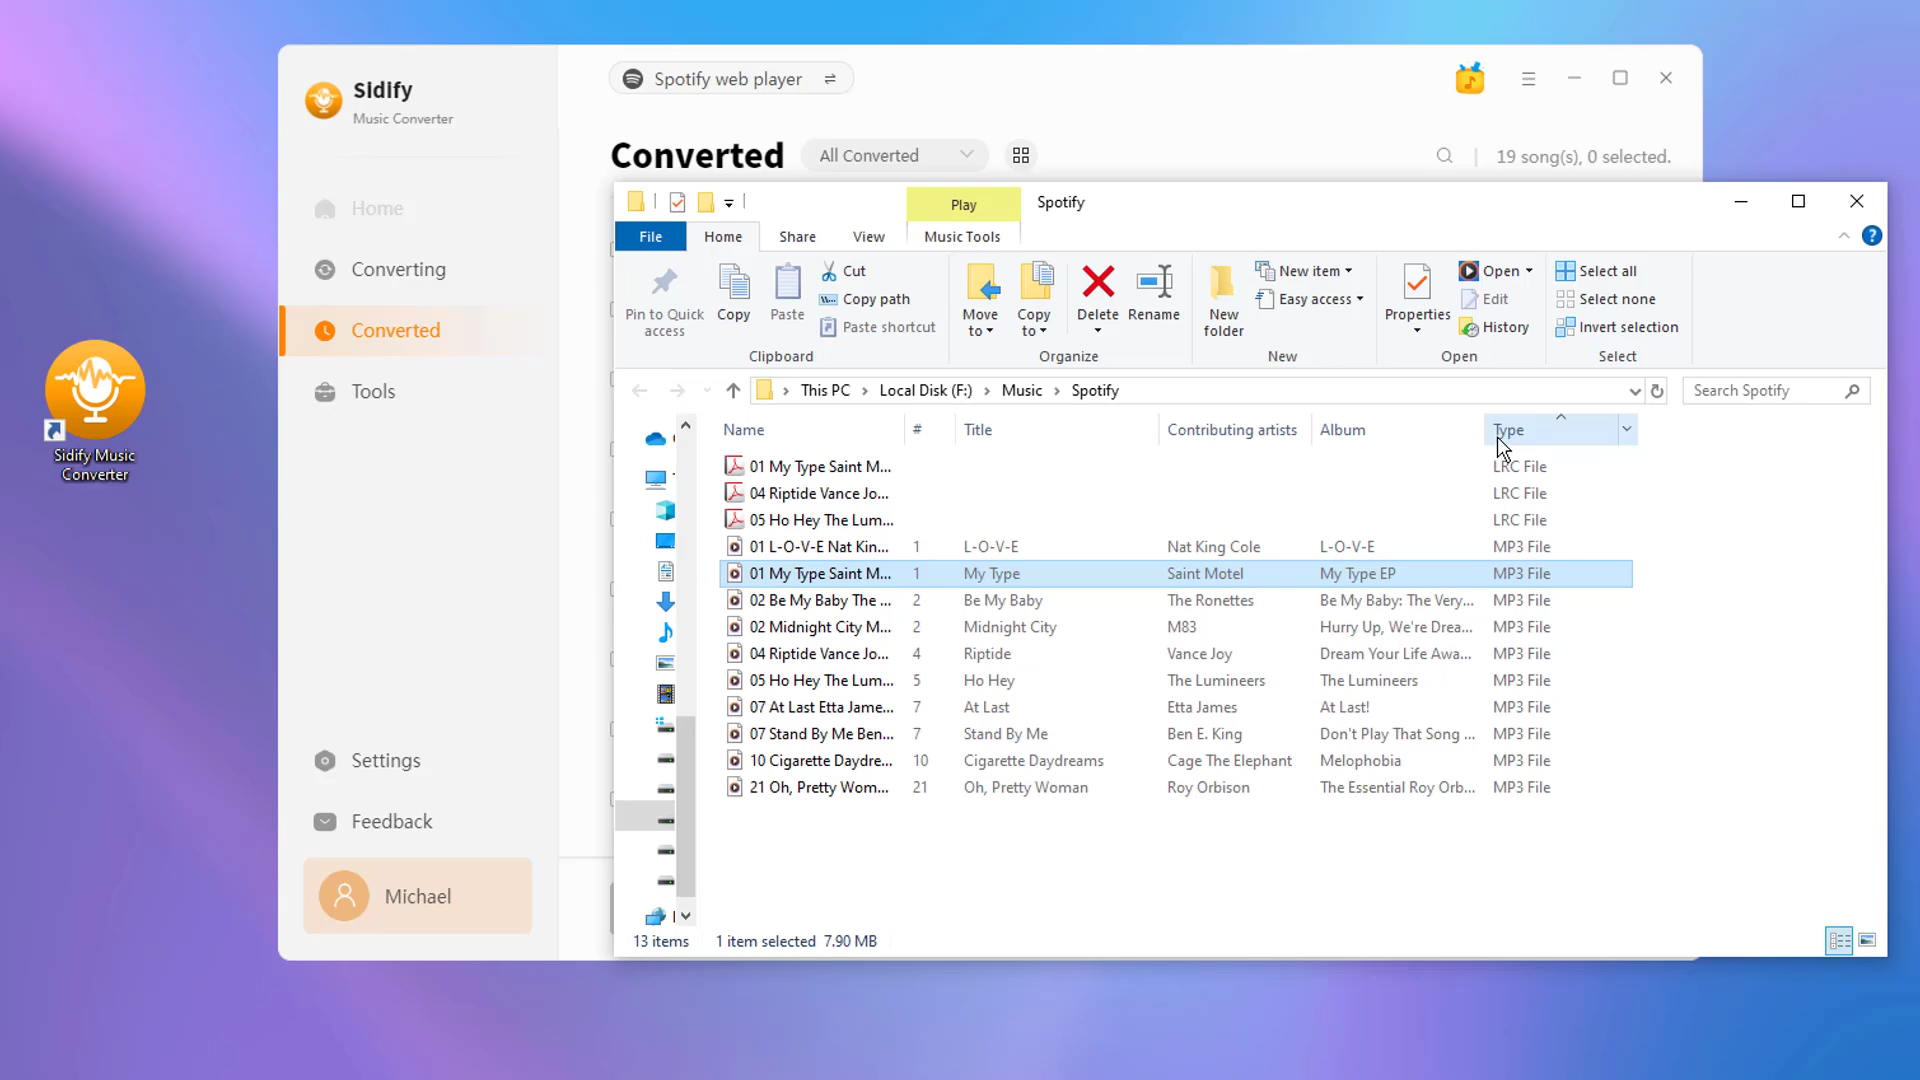 Sidify
Music Converter
Home
Converting
Converted
Tools
Settings
Feedback
Michael
Sidify Music
Converter
Spotify web player
Converted
All Converted
19 song(s), 0 selected.
Play
Spotify
File
Home
Share
View
Music Tools
Pin to Quick
access
Copy
Paste
Cut
Copy path
Paste shortcut
Clipboard
Move
to
Copy
to
Delete
Rename
Organize
New
folder
New item
Easy access
New
Properties
Open
Edit
History
Open
Select all
Select none
Invert selection
Select
This PC > Local Disk (F:) > Music > Spotify
Search Spotify
Name # Title Contributing artists Album Type
01 My Type Saint M... LRC File
04 Riptide Vance Jo... LRC File
05 Ho Hey The Lum... LRC File
01 L-O-V-E Nat Kin... 1 L-O-V-E Nat King Cole L-O-V-E MP3 File
01 My Type Saint M... 1 My Type Saint Motel My Type EP MP3 File
02 Be My Baby The ... 2 Be My Baby The Ronettes Be My Baby: The Very... MP3 File
02 Midnight City M... 2 Midnight City M83 Hurry Up, We're Drea... MP3 File
04 Riptide Vance Jo... 4 Riptide Vance Joy Dream Your Life Awa... MP3 File
05 Ho Hey The Lum... 5 Ho Hey The Lumineers The Lumineers MP3 File
07 At Last Etta Jame... 7 At Last Etta James At Last! MP3 File
07 Stand By Me Ben... 7 Stand By Me Ben E. King Don't Play That Song ... MP3 File
10 Cigarette Daydre... 10 Cigarette Daydreams Cage The Elephant Melophobia MP3 File
21 Oh, Pretty Wom... 21 Oh, Pretty Woman Roy Orbison The Essential Roy Orb... MP3 File
13 items 1 item selected 7.90 MB